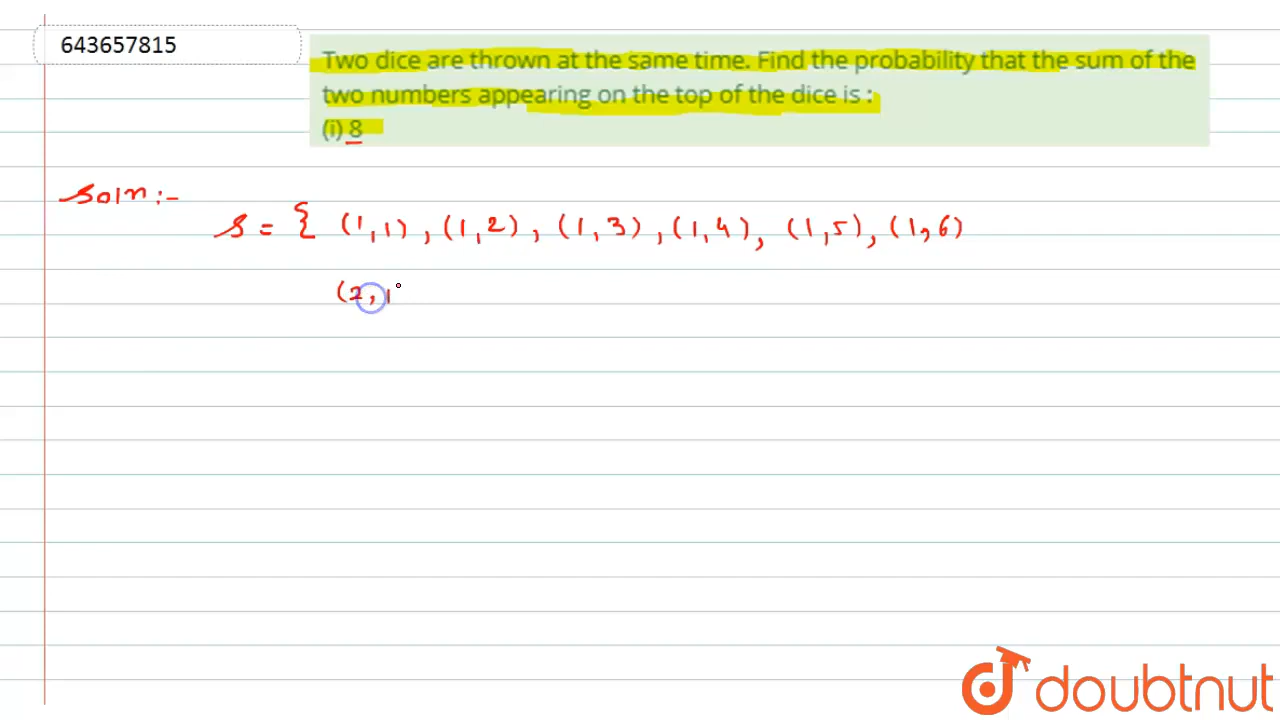 643657815
Two dice are thrown at the same time. Find the probability that the sum of the
two numbers appearing on the top of the dice is :
(i) 8
Soln :-
S = { (1,1) , (1,2) , (1,3) , (1,4) , (1,5) , (1,6)
(2,1
doubtnut